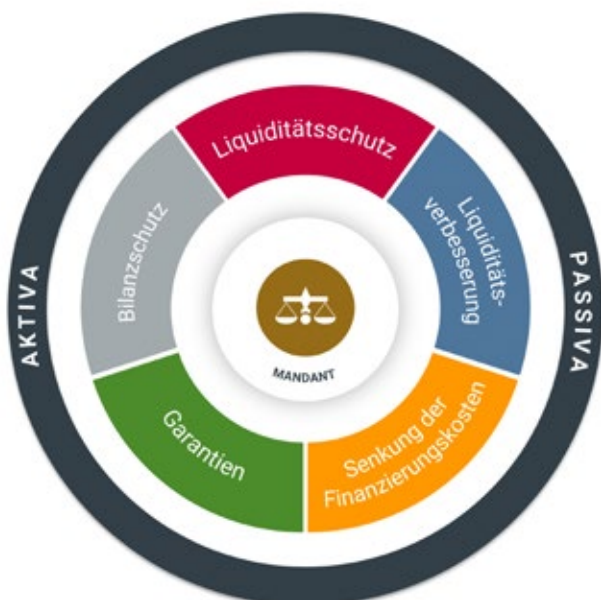 Liquiditätsschutz
Liquiditäts-
verbesserung
Bilanzschutz
AKTIVA
PASSIVA
MANDANT
Garantien
Senkung der
Finanzierungskosten